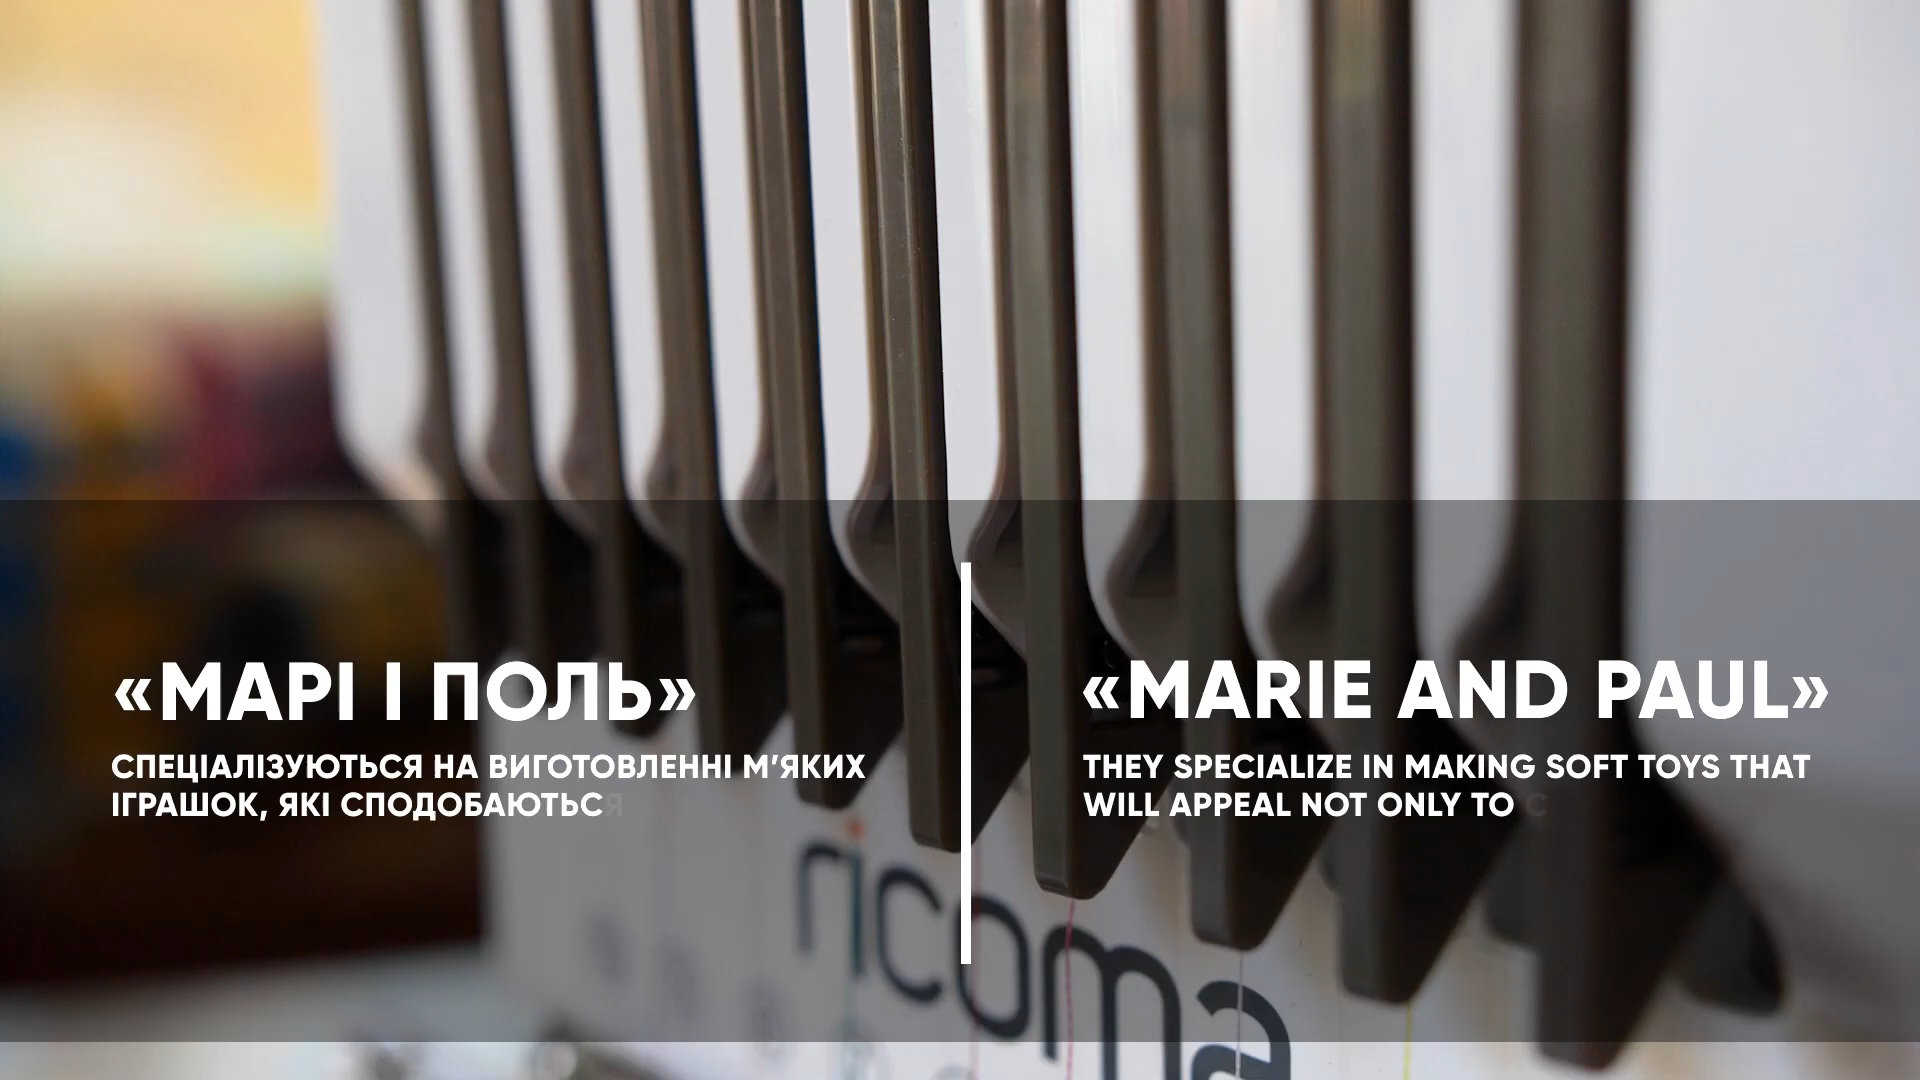 «МАРІ І ПОЛЬ»
СПЕЦІАЛІЗУЮТЬСЯ НА ВИГОТОВЛЕННІ М’ЯКИХ
ІГРАШОК, ЯКІ СПОДОБАЮТЬСЯ
«MARIE AND PAUL»
THEY SPECIALIZE IN MAKING SOFT TOYS THAT
WILL APPEAL NOT ONLY TO C
ricoma